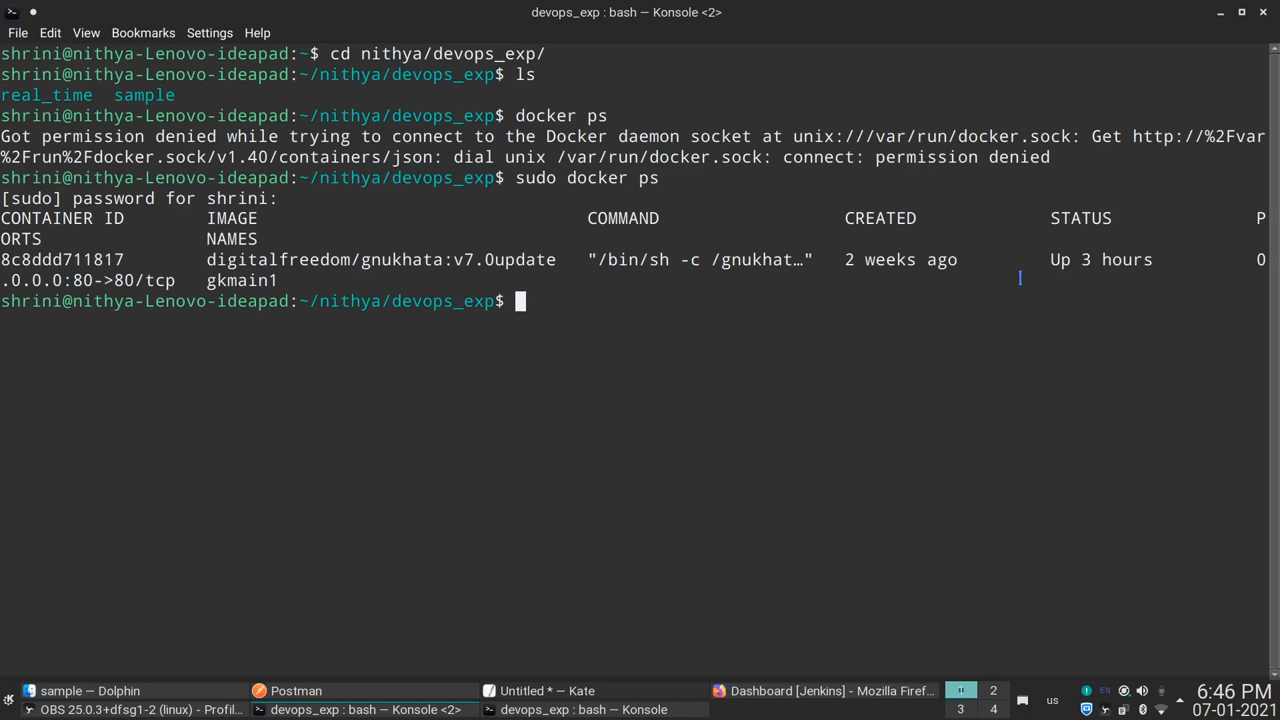 devops_exp : bash — Konsole <2>
File Edit View Bookmarks Settings Help
shrini@nithya-Lenovo-ideapad:~$ cd nithya/devops_exp/
shrini@nithya-Lenovo-ideapad:~/nithya/devops_exp$ ls
real_time  sample
shrini@nithya-Lenovo-ideapad:~/nithya/devops_exp$ docker ps
Got permission denied while trying to connect to the Docker daemon socket at unix:///var/run/docker.sock: Get http://%2Fvar
%2Frun%2Fdocker.sock/v1.40/containers/json: dial unix /var/run/docker.sock: connect: permission denied
shrini@nithya-Lenovo-ideapad:~/nithya/devops_exp$ sudo docker ps
[sudo] password for shrini:
CONTAINER ID        IMAGE                                COMMAND                  CREATED             STATUS              P
ORTS                NAMES
8c8ddd711817        digitalfreedom/gnukhata:v7.0update   "/bin/sh -c /gnukhat…"   2 weeks ago         Up 3 hours          0
.0.0.0:80->80/tcp   gkmain1
shrini@nithya-Lenovo-ideapad:~/nithya/devops_exp$
sample — Dolphin Postman Untitled * — Kate Dashboard [Jenkins] — Mozilla Firef... 2 us EN 6:46 PM
OBS 25.0.3+dfsg1-2 (linux) - Profil... devops_exp : bash — Konsole <2> devops_exp : bash — Konsole 3 4 07-01-2021